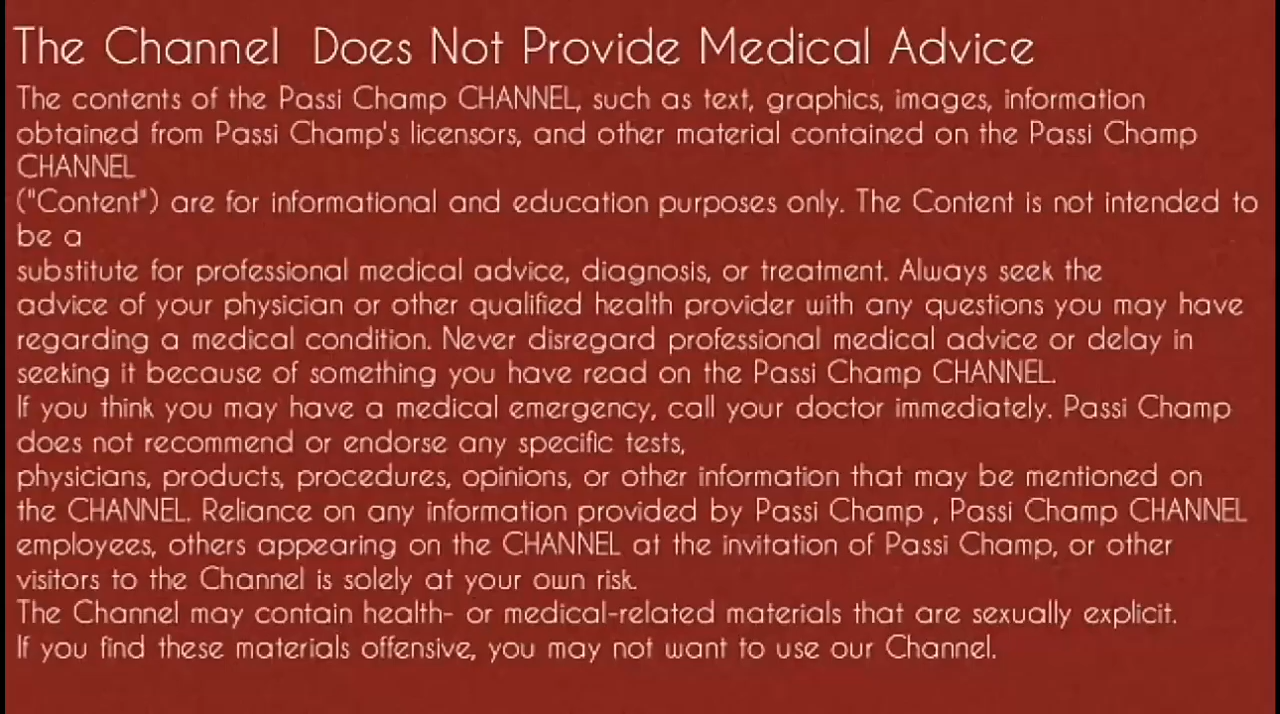 The Channel  Does Not Provide Medical Advice
The contents of the Passi Champ CHANNEL, such as text, graphics, images, information
obtained from Passi Champ's licensors, and other material contained on the Passi Champ
CHANNEL
("Content") are for informational and education purposes only. The Content is not intended to
be a
substitute for professional medical advice, diagnosis, or treatment. Always seek the
advice of your physician or other qualified health provider with any questions you may have
regarding a medical condition. Never disregard professional medical advice or delay in
seeking it because of something you have read on the Passi Champ CHANNEL.
If you think you may have a medical emergency, call your doctor immediately. Passi Champ
does not recommend or endorse any specific tests,
physicians, products, procedures, opinions, or other information that may be mentioned on
the CHANNEL. Reliance on any information provided by Passi Champ , Passi Champ CHANNEL
employees, others appearing on the CHANNEL at the invitation of Passi Champ, or other
visitors to the Channel is solely at your own risk.
The Channel may contain health- or medical-related materials that are sexually explicit.
If you find these materials offensive, you may not want to use our Channel.